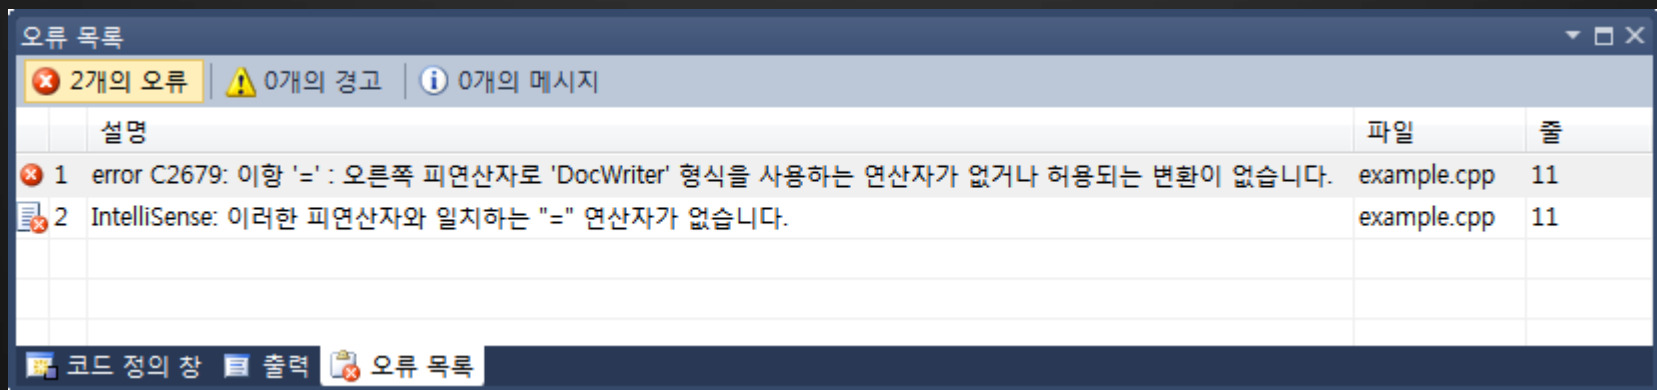 오류 목록
2개의 오류 0개의 경고 0개의 메시지
설명 파일 줄
1 error C2679: 이항 '=' : 오른쪽 피연산자로 'DocWriter' 형식을 사용하는 연산자가 없거나 허용되는 변환이 없습니다. example.cpp 11
2 IntelliSense: 이러한 피연산자와 일치하는 "=" 연산자가 없습니다. example.cpp 11
코드 정의 창 출력 오류 목록